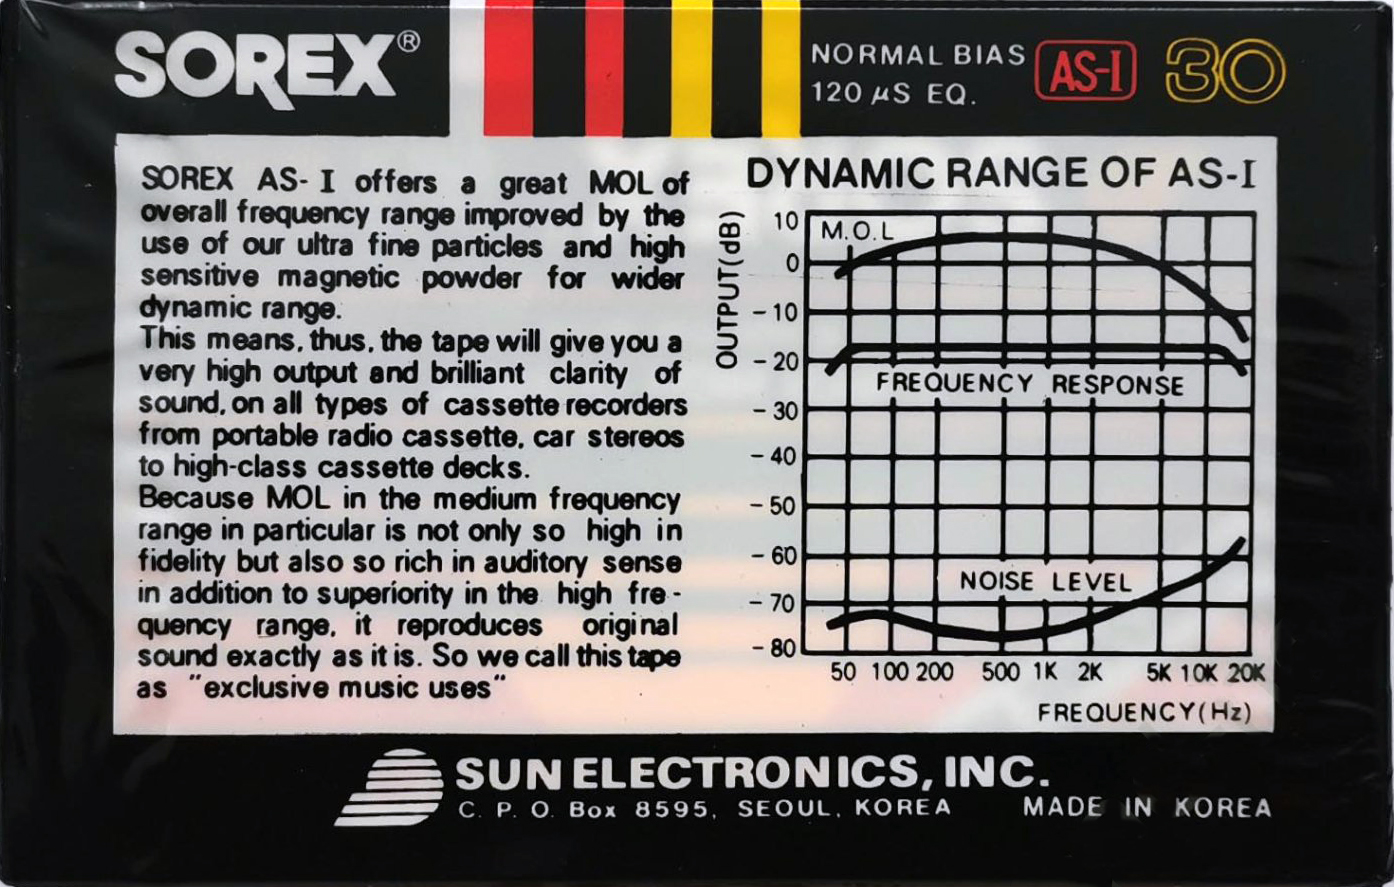 SOREX®
NORMAL BIAS
120 µS EQ.
AS-I
30
SOREX AS-I offers a great MOL of
overall frequency range improved by the
use of our ultra fine particles and high
sensitive magnetic powder for wider
dynamic range.
This means, thus, the tape will give you a
very high output and brilliant clarity of
sound, on all types of cassette recorders
from portable radio cassette, car stereos
to high-class cassette decks.
Because MOL in the medium frequency
range in particular is not only so high in
fidelity but also so rich in auditory sense
in addition to superiority in the high fre-
quency range, it reproduces original
sound exactly as it is. So we call this tape
as "exclusive music uses"
DYNAMIC RANGE OF AS-I
OUTPUT(dB)
10
0
-10
-20
-30
-40
-50
-60
-70
-80
M.O.L
FREQUENCY RESPONSE
NOISE LEVEL
50 100 200 500 1K 2K 5K 10K 20K
FREQUENCY(Hz)
SUN ELECTRONICS, INC.
C. P. O. Box 8595, SEOUL, KOREA MADE IN KOREA